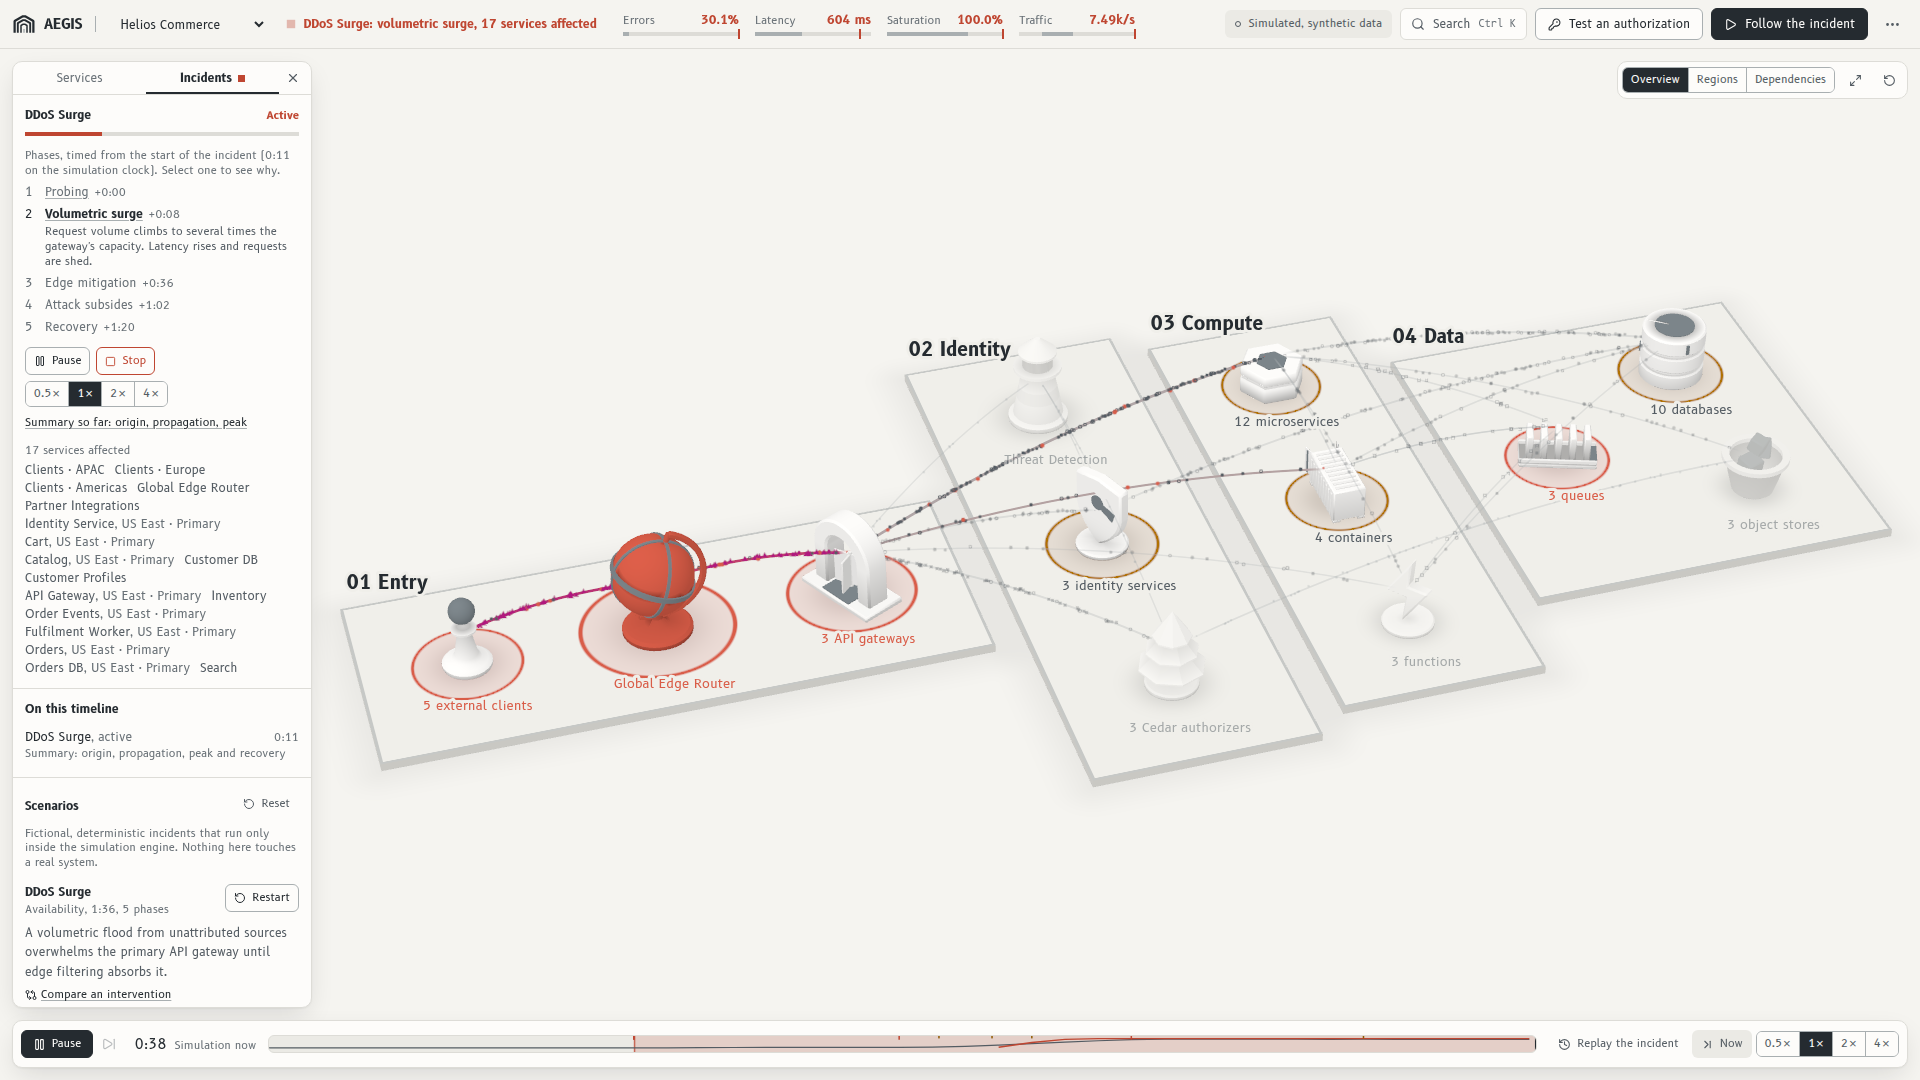 AEGIS
Helios Commerce
DDoS Surge: volumetric surge, 17 services affected
Errors 30.1%
Latency 604 ms
Saturation 100.0%
Traffic 7.49k/s
Simulated, synthetic data
Search Ctrl K
Test an authorization
Follow the incident
Services
Incidents
DDoS Surge Active
Phases, timed from the start of the incident [0:11
on the simulation clock]. Select one to see why.
1 Probing +0:00
2 Volumetric surge +0:08
Request volume climbs to several times the
gateway's capacity. Latency rises and requests
are shed.
3 Edge mitigation +0:36
4 Attack subsides +1:02
5 Recovery +1:20
Pause Stop
0.5× 1× 2× 4×
Summary so far: origin, propagation, peak
17 services affected
Clients · APAC Clients · Europe
Clients · Americas Global Edge Router
Partner Integrations
Identity Service, US East · Primary
Cart, US East · Primary
Catalog, US East · Primary Customer DB
Customer Profiles
API Gateway, US East · Primary Inventory
Order Events, US East · Primary
Fulfilment Worker, US East · Primary
Orders, US East · Primary
Orders DB, US East · Primary Search
On this timeline
DDoS Surge, active 0:11
Summary: origin, propagation, peak and recovery
Scenarios Reset
Fictional, deterministic incidents that run only
inside the simulation engine. Nothing here touches
a real system.
DDoS Surge
Availability, 1:36, 5 phases
Restart
A volumetric flood from unattributed sources
overwhelms the primary API gateway until
edge filtering absorbs it.
Compare an intervention
Overview Regions Dependencies
01 Entry
5 external clients
Global Edge Router
3 API gateways
02 Identity
Threat Detection
3 identity services
3 Cedar authorizers
03 Compute
12 microservices
4 containers
3 functions
04 Data
10 databases
3 queues
3 object stores
Pause
0:38 Simulation now
Replay the incident
Now
0.5× 1× 2× 4×